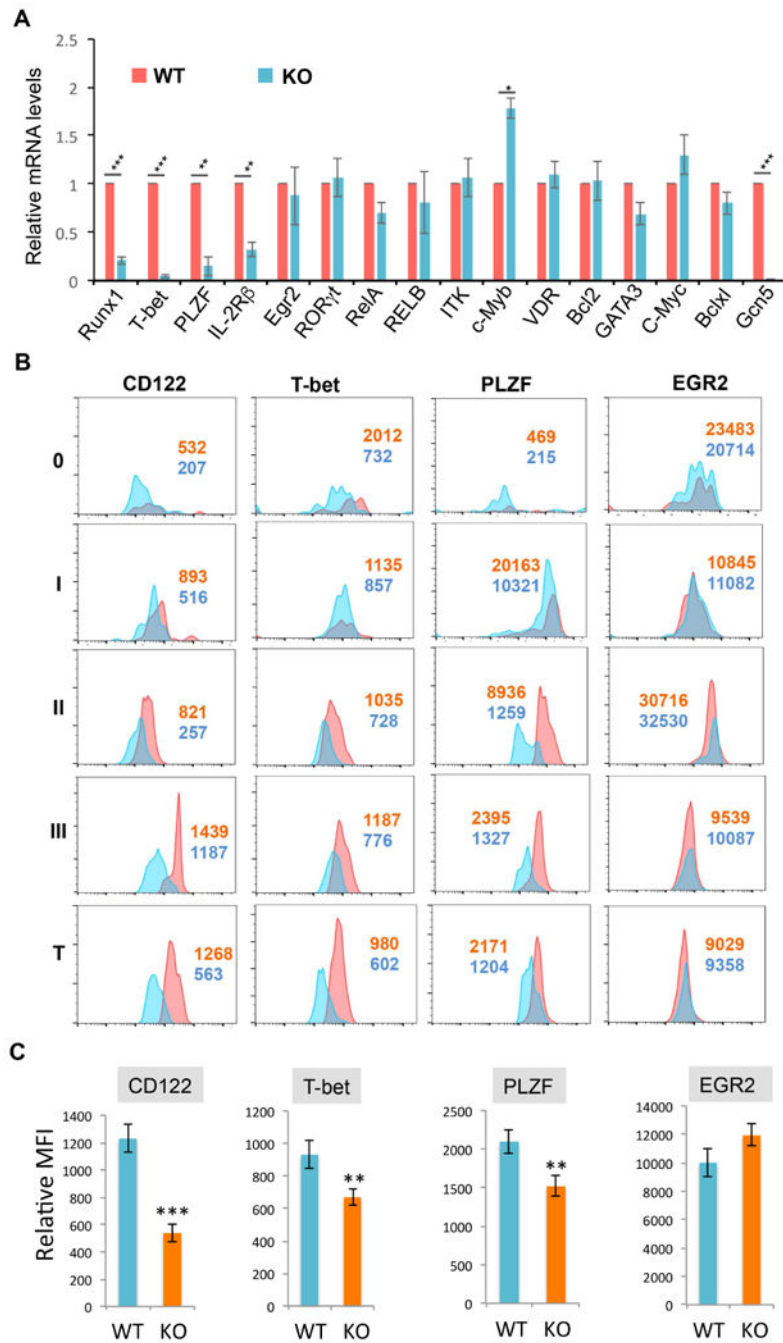 A
Relative mRNA levels
2.5
2
1.5
1
0.5
0
WT
KO
***
***
**
**
*
***
Runx1
T-bet
PLZF
IL-2Rβ
Egr2
RORγt
RelA
RELB
ITK
c-Myb
VDR
Bcl2
GATA3
C-Myc
Bclxl
Gcn5
B
CD122 T-bet PLZF EGR2
0
532
207
2012
732
469
215
23483
20714
I
893
516
1135
857
20163
10321
10845
11082
II
821
257
1035
728
8936
1259
30716
32530
III
1439
1187
1187
776
2395
1327
9539
10087
T
1268
563
980
602
2171
1204
9029
9358
C
Relative MFI
CD122
1400
1200
1000
800
600
400
200
0
***
WT KO
T-bet
1200
1000
800
600
400
200
0
**
WT KO
PLZF
2500
2000
1500
1000
500
0
**
WT KO
EGR2
14000
12000
10000
8000
6000
4000
2000
0
WT KO